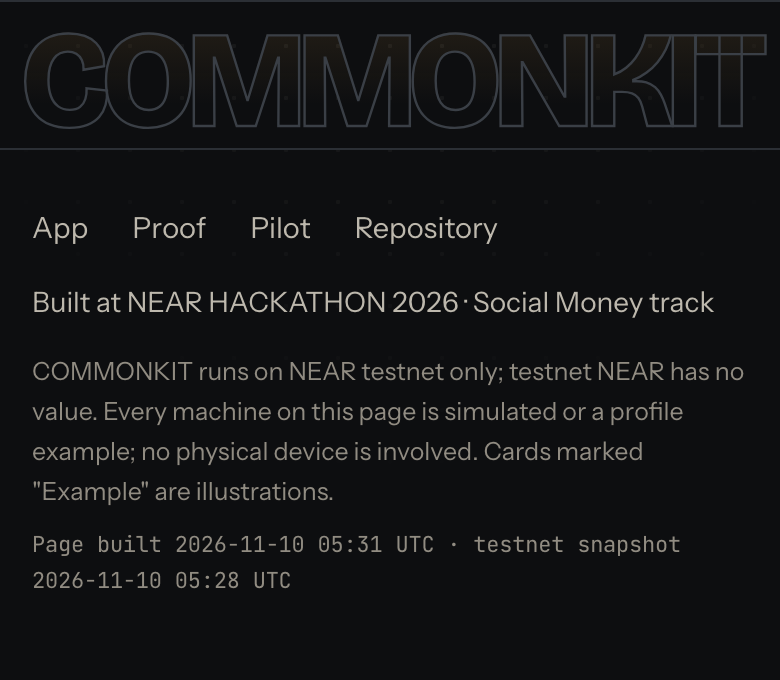 COMMONKIT
App Proof Pilot Repository
Built at NEAR HACKATHON 2026 · Social Money track
COMMONKIT runs on NEAR testnet only; testnet NEAR has no
value. Every machine on this page is simulated or a profile
example; no physical device is involved. Cards marked
"Example" are illustrations.
Page built 2026-11-10 05:31 UTC · testnet snapshot
2026-11-10 05:28 UTC